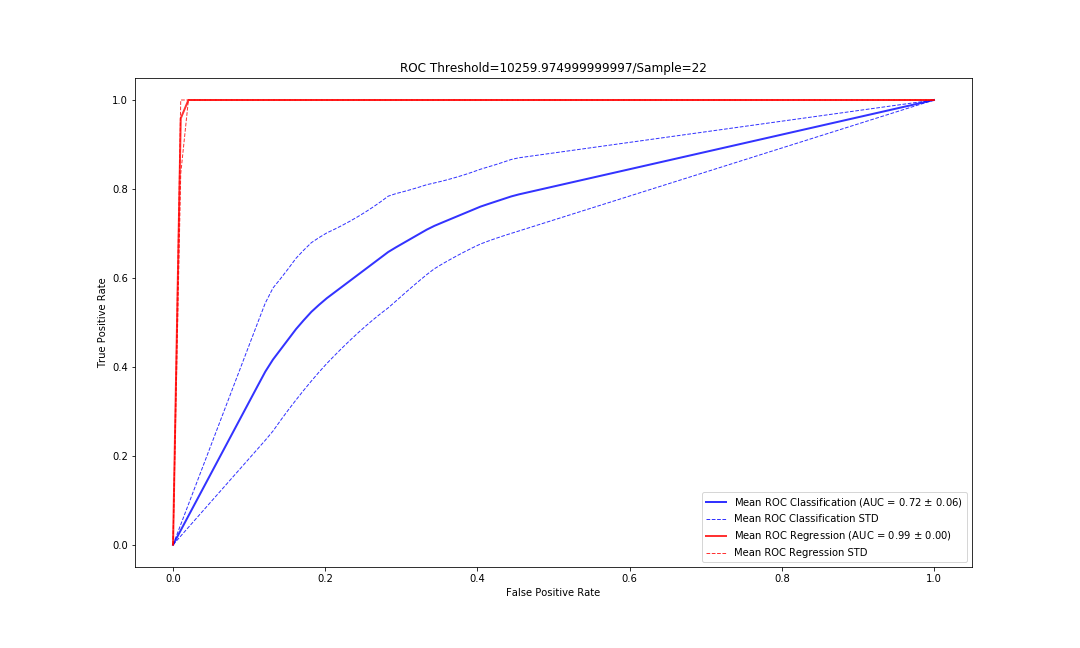 ROC Threshold=10259.974999999997/Sample=22
1.0
0.8
0.6
0.4
0.2
0.0
True Positive Rate
Mean ROC Classification (AUC = 0.72 ± 0.06)
Mean ROC Classification STD
Mean ROC Regression (AUC = 0.99 ± 0.00)
Mean ROC Regression STD
0.0 0.2 0.4 0.6 0.8 1.0
False Positive Rate